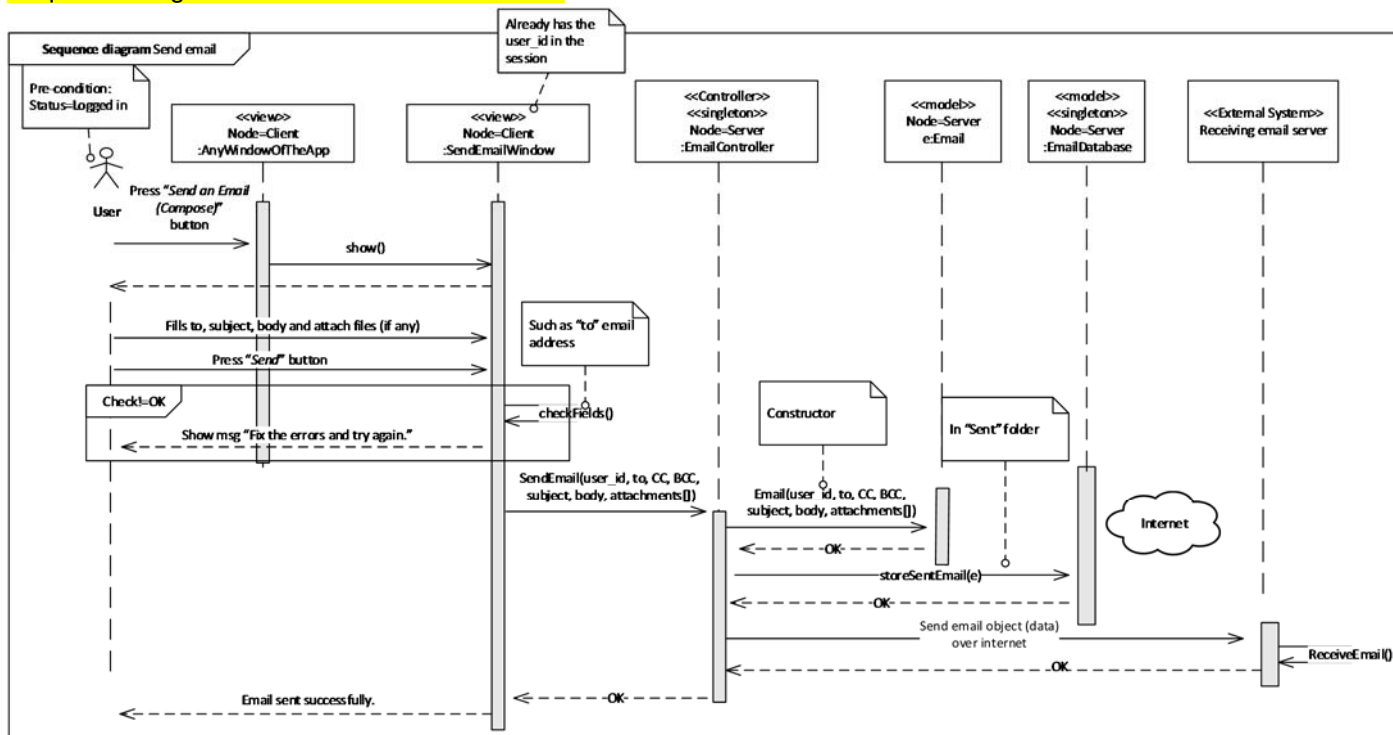 Already has the
user_id in the
session
Sequence diagram Send email
Pre-condition:
Status=Logged in
<<view>>
Node=Client
:AnyWindowOfTheApp
<<view>>
Node=Client
:SendEmailWindow
<<Controller>>
<<singleton>>
Node=Server
:EmailController
<<model>>
Node=Server
e:Email
<<model>>
<<singleton>>
Node=Server
:EmailDatabase
<<External System>>
Receiving email server
User
Press "Send an Email
(Compose)"
button
show()
Fills to, subject, body and attach files (if any)
Such as "to" email
address
Press "Send" button
Check!=OK
checkFields()
Show msg "Fix the errors and try again."
Constructor
In "Sent" folder
SendEmail(user_id, to, CC, BCC,
subject, body, attachments[])
Email(user_id, to, CC, BCC,
subject, body, attachments[])
Internet
OK
storeSentEmail(e)
OK
Send email object (data)
over internet
ReceiveEmail()
OK
OK
Email sent successfully.